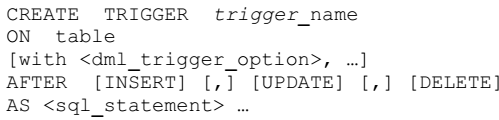 CREATE TRIGGER trigger_name
ON table
[with <dml_trigger_option>, …]
AFTER [INSERT] [,] [UPDATE] [,] [DELETE]
AS <sql_statement> …